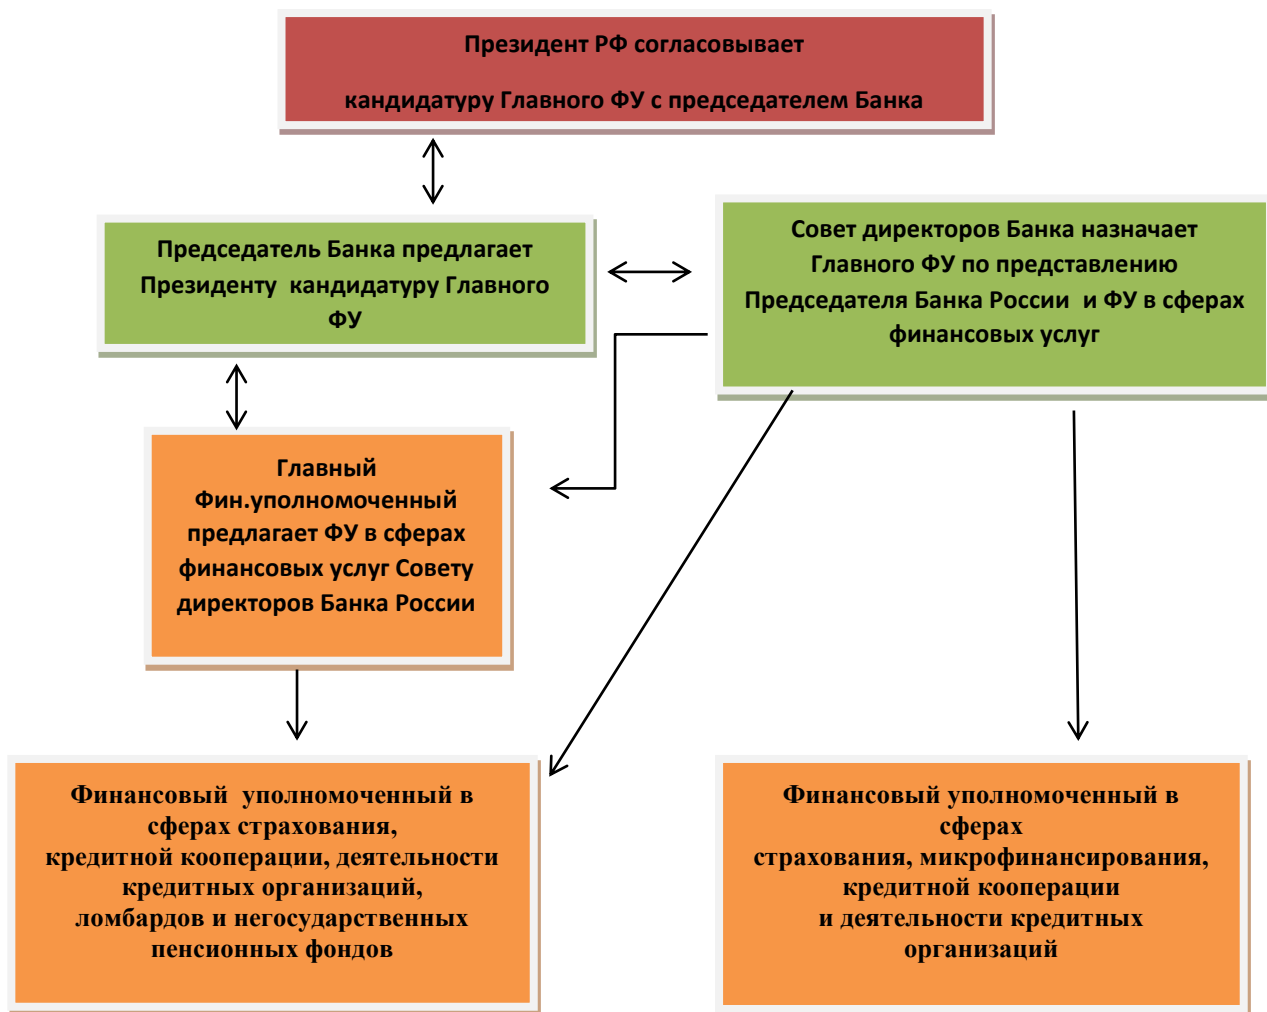 Президент РФ согласовывает
кандидатуру Главного ФУ с председателем Банка
Председатель Банка предлагает
Президенту кандидатуру Главного
ФУ
Совет директоров Банка назначает
Главного ФУ по представлению
Председателя Банка России и ФУ в сферах
финансовых услуг
Главный
Фин.уполномоченный
предлагает ФУ в сферах
финансовых услуг Совету
директоров Банка России
Финансовый уполномоченный в
сферах страхования,
кредитной кооперации, деятельности
кредитных организаций,
ломбардов и негосударственных
пенсионных фондов
Финансовый уполномоченный в
сферах
страхования, микрофинансирования,
кредитной кооперации
и деятельности кредитных
организаций